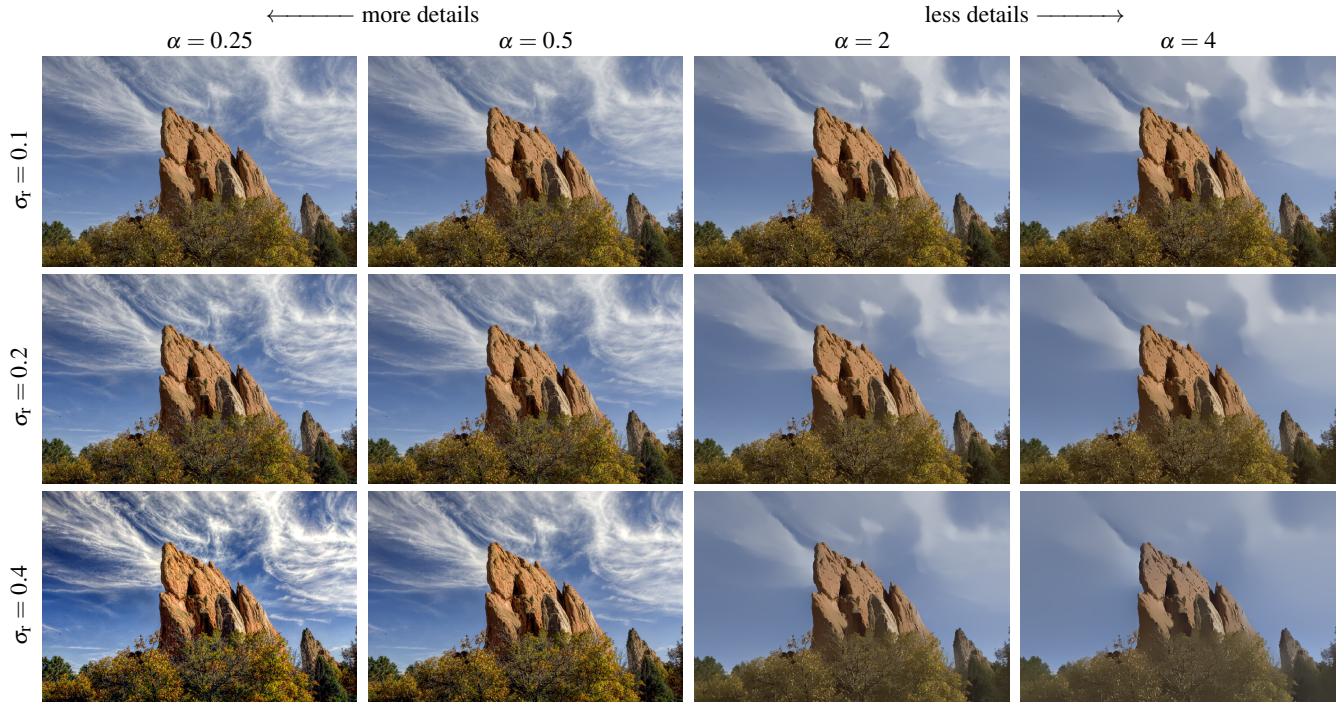 ←——— more details
less details ———→
α = 0.25
α = 0.5
α = 2
α = 4
σr = 0.1
σr = 0.2
σr = 0.4